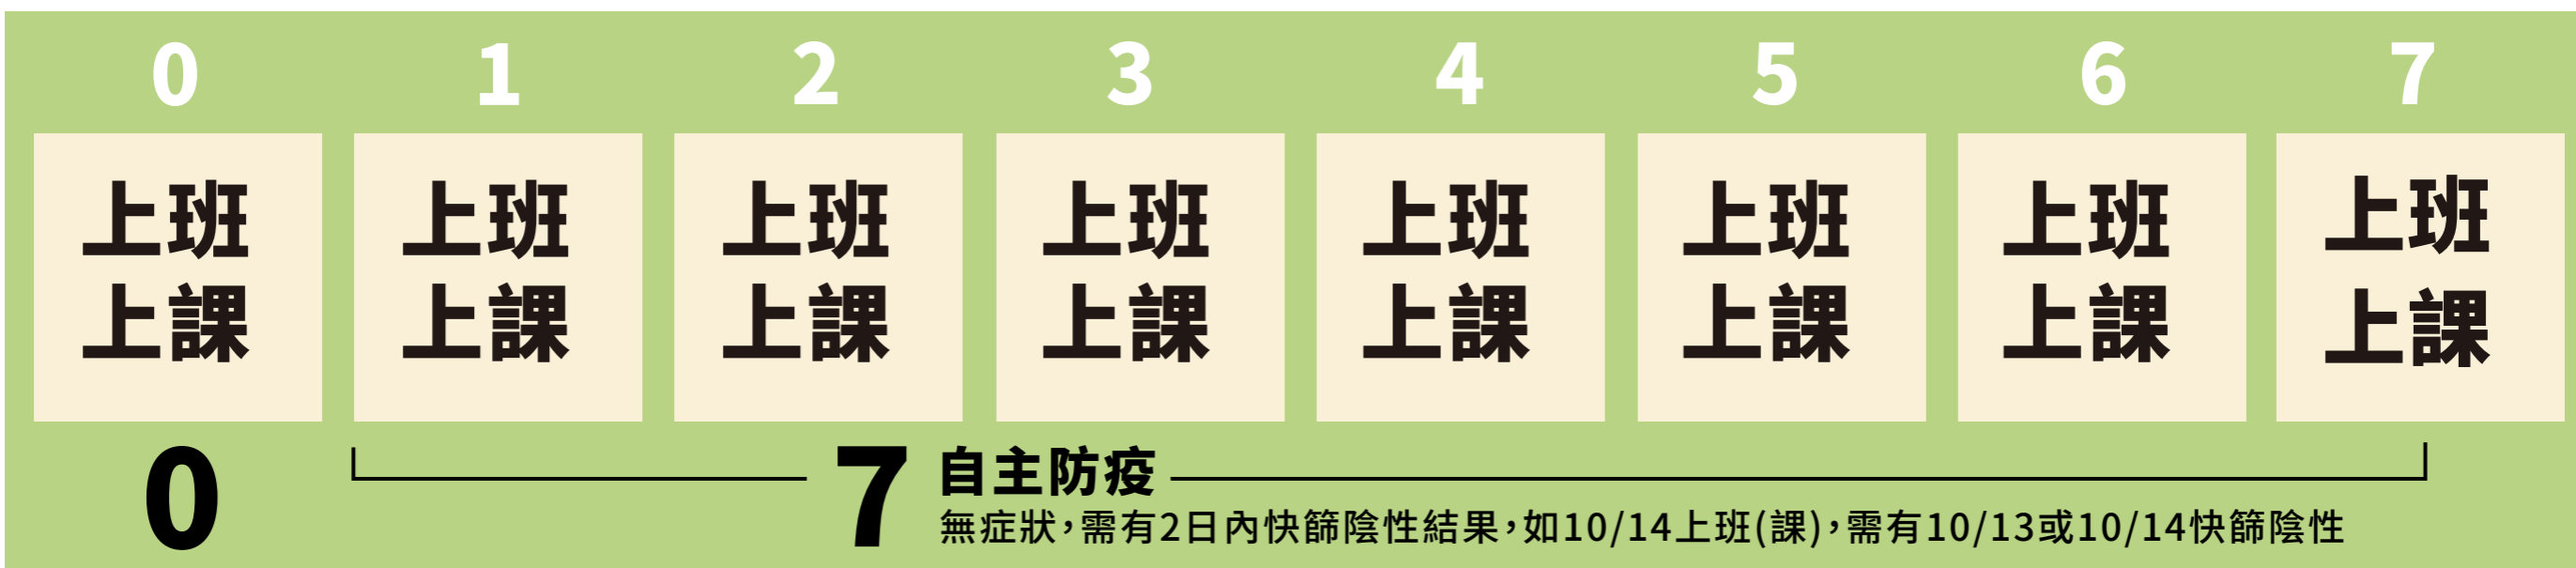 0 1 2 3 4 5 6 7
上班 上班 上班 上班 上班 上班 上班 上班
上課 上課 上課 上課 上課 上課 上課 上課
0 7 自主防疫
無症狀，需有2日內快篩陰性結果，如10/14上班(課)，需有10/13或10/14快篩陰性